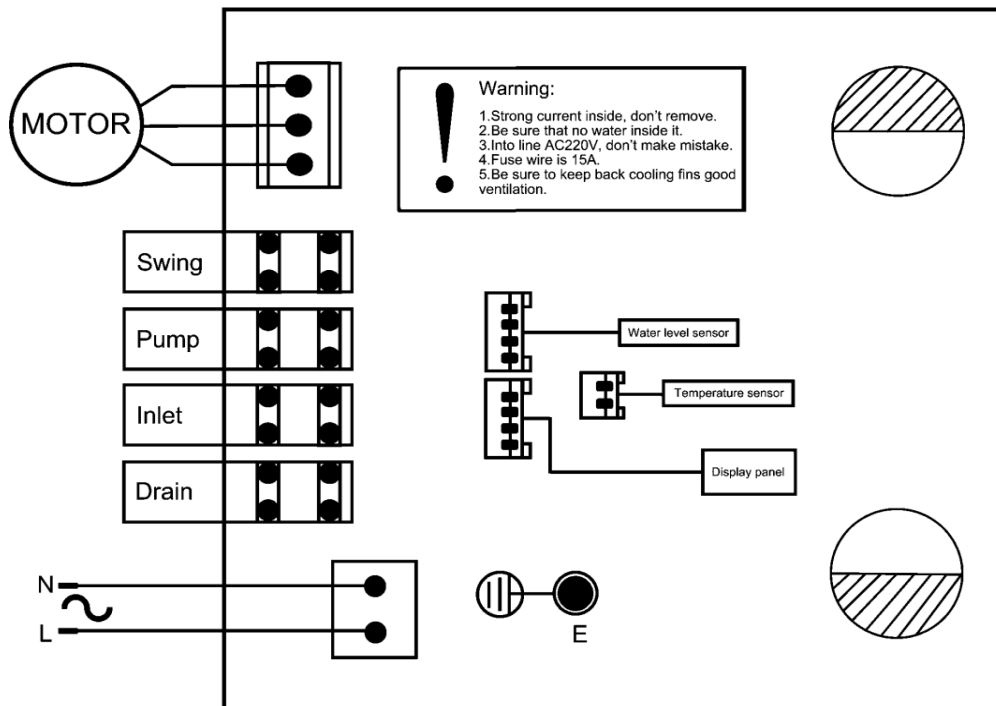 MOTOR
Warning:
1.Strong current inside, don't remove.
2.Be sure that no water inside it.
3.Into line AC220V, don't make mistake.
4.Fuse wire is 15A.
5.Be sure to keep back cooling fins good
ventilation.
Swing
Pump
Inlet
Drain
Water level sensor
Temperature sensor
Display panel
N
L
E